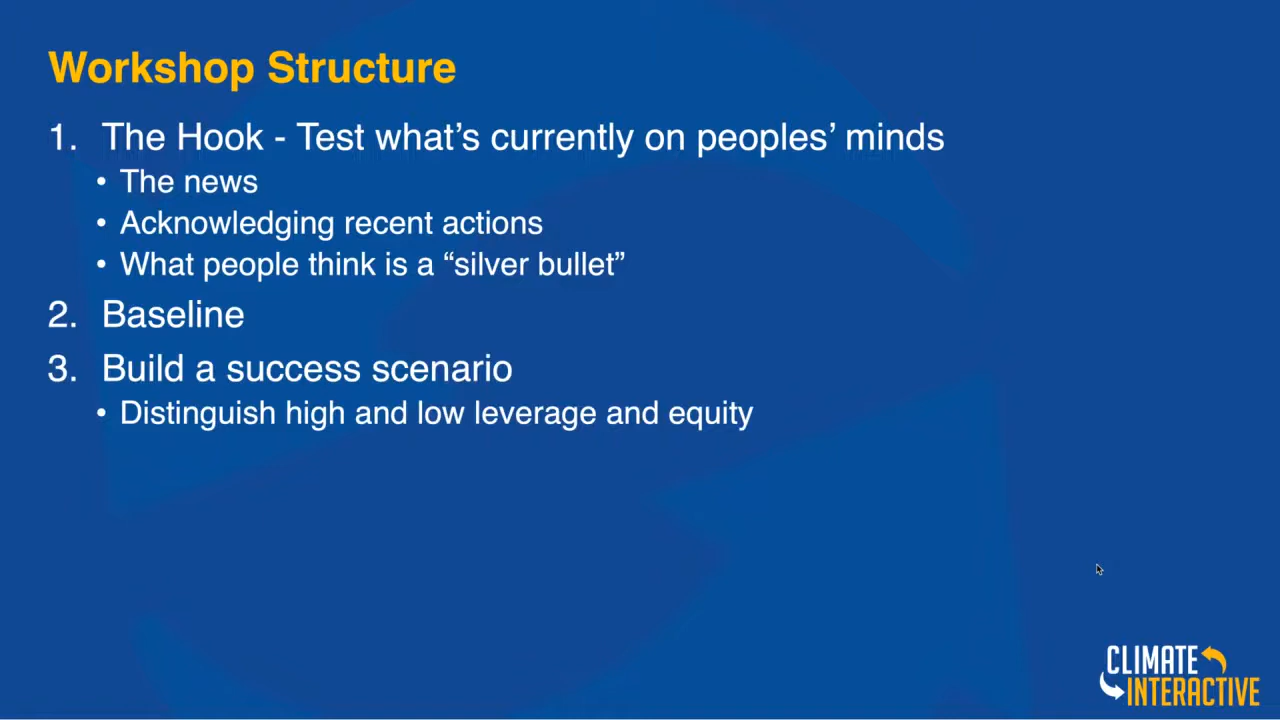 Workshop Structure
1. The Hook - Test what’s currently on peoples’ minds
• The news
• Acknowledging recent actions
• What people think is a “silver bullet”
2. Baseline
3. Build a success scenario
• Distinguish high and low leverage and equity
CLIMATE
INTERACTIVE